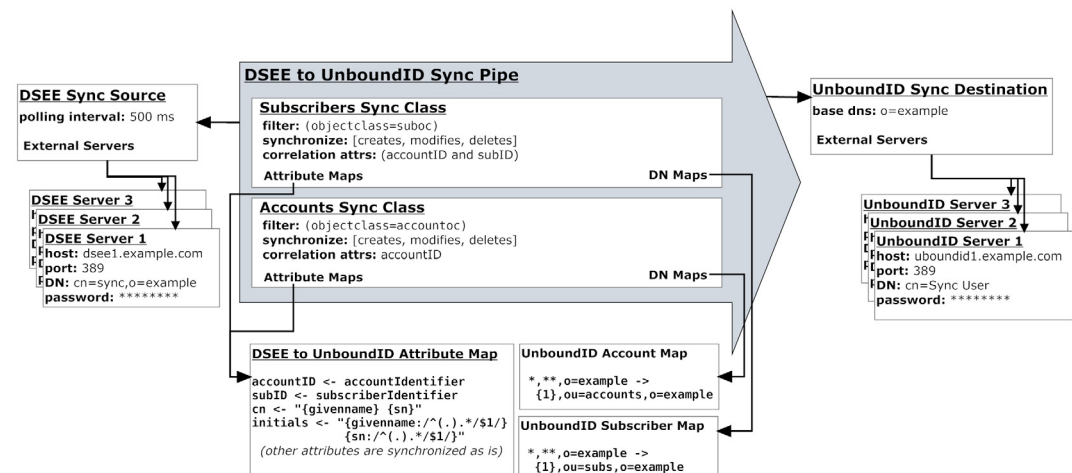 DSEE to UnboundID Sync Pipe
DSEE Sync Source
polling interval: 500 ms
External Servers
DSEE Server 3
DSEE Server 2
DSEE Server 1
host: dsee1.example.com
port: 389
DN: cn=sync,o=example
password: ********
Subscribers Sync Class
filter: (objectclass=suboc)
synchronize: [creates, modifies, deletes]
correlation attrs: (accountID and subID)
Attribute Maps
DN Maps
Accounts Sync Class
filter: (objectclass=accountoc)
synchronize: [creates, modifies, deletes]
correlation attrs: accountID
Attribute Maps
DN Maps
UnboundID Sync Destination
base dns: o=example
External Servers
UnboundID Server 3
UnboundID Server 2
UnboundID Server 1
host: uboundid1.example.com
port: 389
DN: cn=Sync User
password: ********
DSEE to UnboundID Attribute Map
accountID <- accountIdentifier
subID <- subscriberIdentifier
cn <- "{givenname} {sn}"
initials <- "{givenname:/^(.).*/$1/}
{sn:/^(.).*/$1/}"
(other attributes are synchronized as is)
UnboundID Account Map
*,**,o=example ->
{1},ou=accounts,o=example
UnboundID Subscriber Map
*,**,o=example ->
{1},ou=subs,o=example